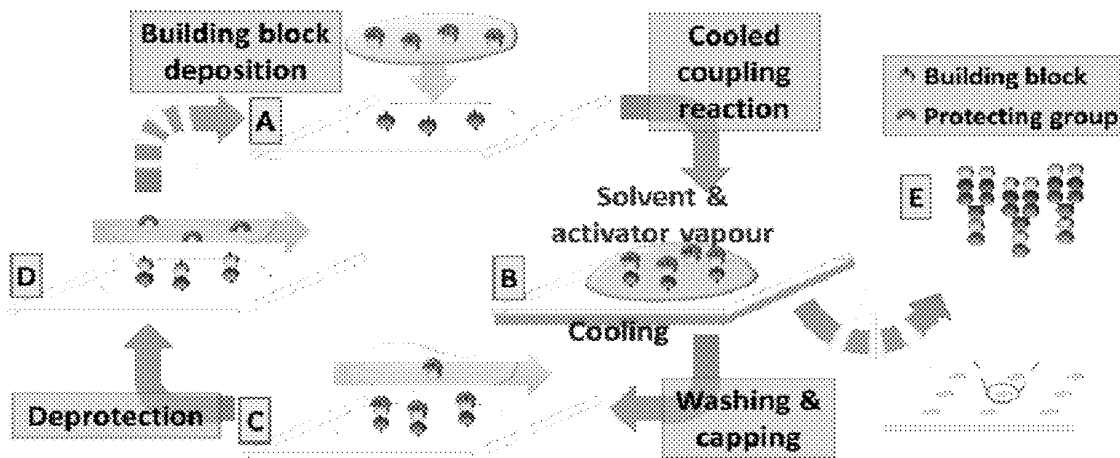 Building block
deposition
A
Cooled
coupling
reaction
Building block
Protecting group
E
Solvent &
activator vapour
B
Cooling
D
Deprotection
C
Washing &
capping